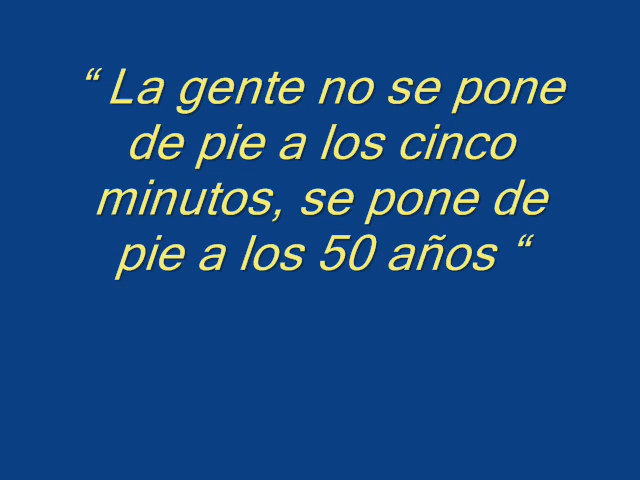 “ La gente no se pone
de pie a los cinco
minutos, se pone de
pie a los 50 años “